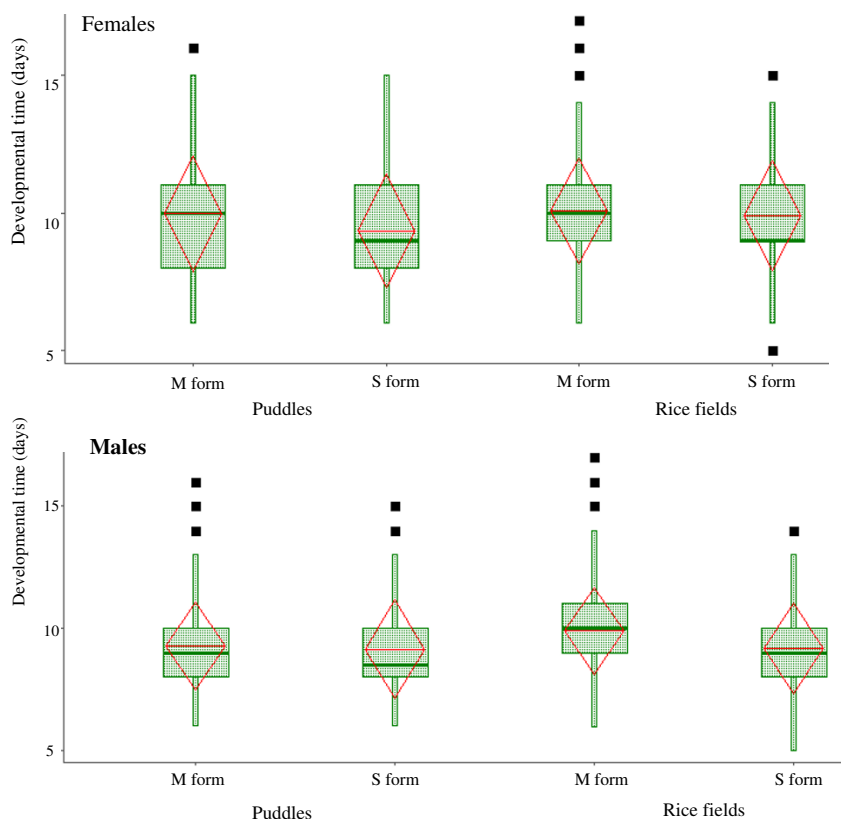 Females
Developmental time (days)
15
10
5
M form
S form
M form
S form
Puddles
Rice fields
Males
Developmental time (days)
15
10
5
M form
S form
M form
S form
Puddles
Rice fields